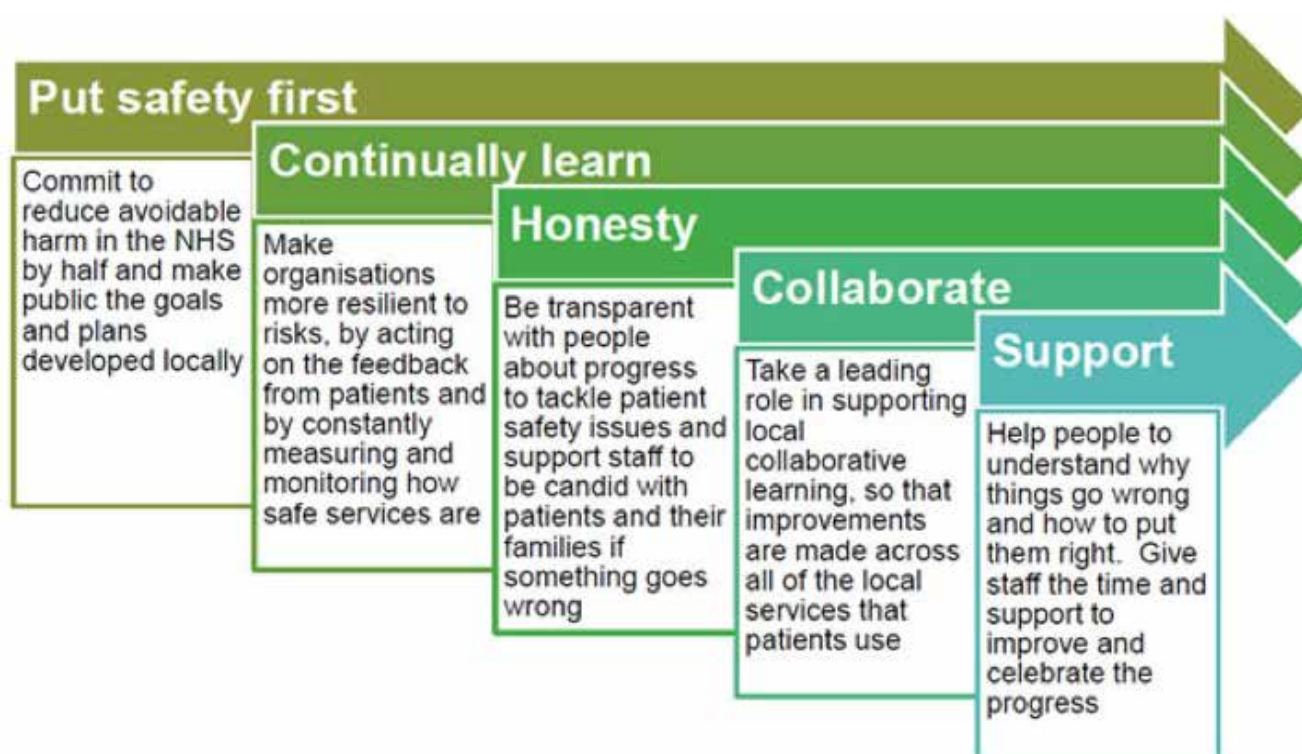 Put safety first
Commit to
reduce avoidable
harm in the NHS
by half and make
public the goals
and plans
developed locally
Continually learn
Make
organisations
more resilient to
risks, by acting
on the feedback
from patients and
by constantly
measuring and
monitoring how
safe services are
Honesty
Be transparent
with people
about progress
to tackle patient
safety issues and
support staff to
be candid with
patients and their
families if
something goes
wrong
Collaborate
Take a leading
role in supporting
local
collaborative
learning, so that
improvements
are made across
all of the local
services that
patients use
Support
Help people to
understand why
things go wrong
and how to put
them right.  Give
staff the time and
support to
improve and
celebrate the
progress